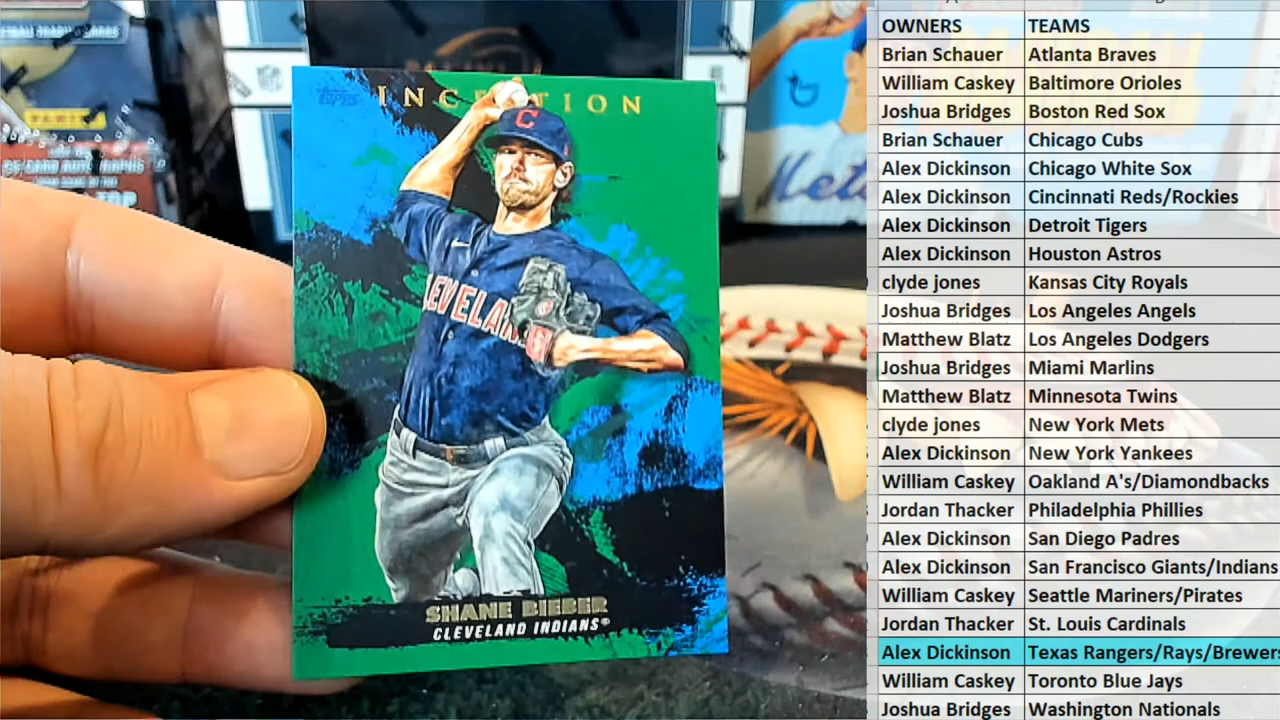 TOPPS INCEPTION
C
CLEVELAN
SHANE BIEBER
CLEVELAND INDIANS®
PANINI
Mets
OWNERS TEAMS
Brian Schauer Atlanta Braves
William Caskey Baltimore Orioles
Joshua Bridges Boston Red Sox
Brian Schauer Chicago Cubs
Alex Dickinson Chicago White Sox
Alex Dickinson Cincinnati Reds/Rockies
Alex Dickinson Detroit Tigers
Alex Dickinson Houston Astros
clyde jones Kansas City Royals
Joshua Bridges Los Angeles Angels
Matthew Blatz Los Angeles Dodgers
Joshua Bridges Miami Marlins
Matthew Blatz Minnesota Twins
clyde jones New York Mets
Alex Dickinson New York Yankees
William Caskey Oakland A's/Diamondbacks
Jordan Thacker Philadelphia Phillies
Alex Dickinson San Diego Padres
Alex Dickinson San Francisco Giants/Indians
William Caskey Seattle Mariners/Pirates
Jordan Thacker St. Louis Cardinals
Alex Dickinson Texas Rangers/Rays/Brewers
William Caskey Toronto Blue Jays
Joshua Bridges Washington Nationals